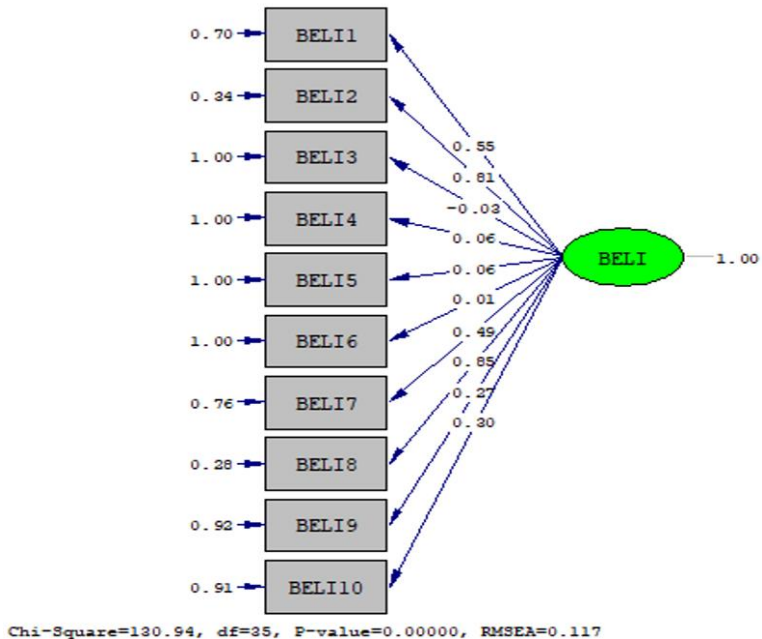 0.70 BELI1
0.34 BELI2
1.00 BELI3
1.00 BELI4
1.00 BELI5
1.00 BELI6
0.76 BELI7
0.28 BELI8
0.92 BELI9
0.91 BELI10
0.55
0.81
-0.03
0.06
0.06
0.01
0.49
0.85
0.27
0.30
BELI 1.00
Chi-Square=130.94, df=35, P-value=0.00000, RMSEA=0.117